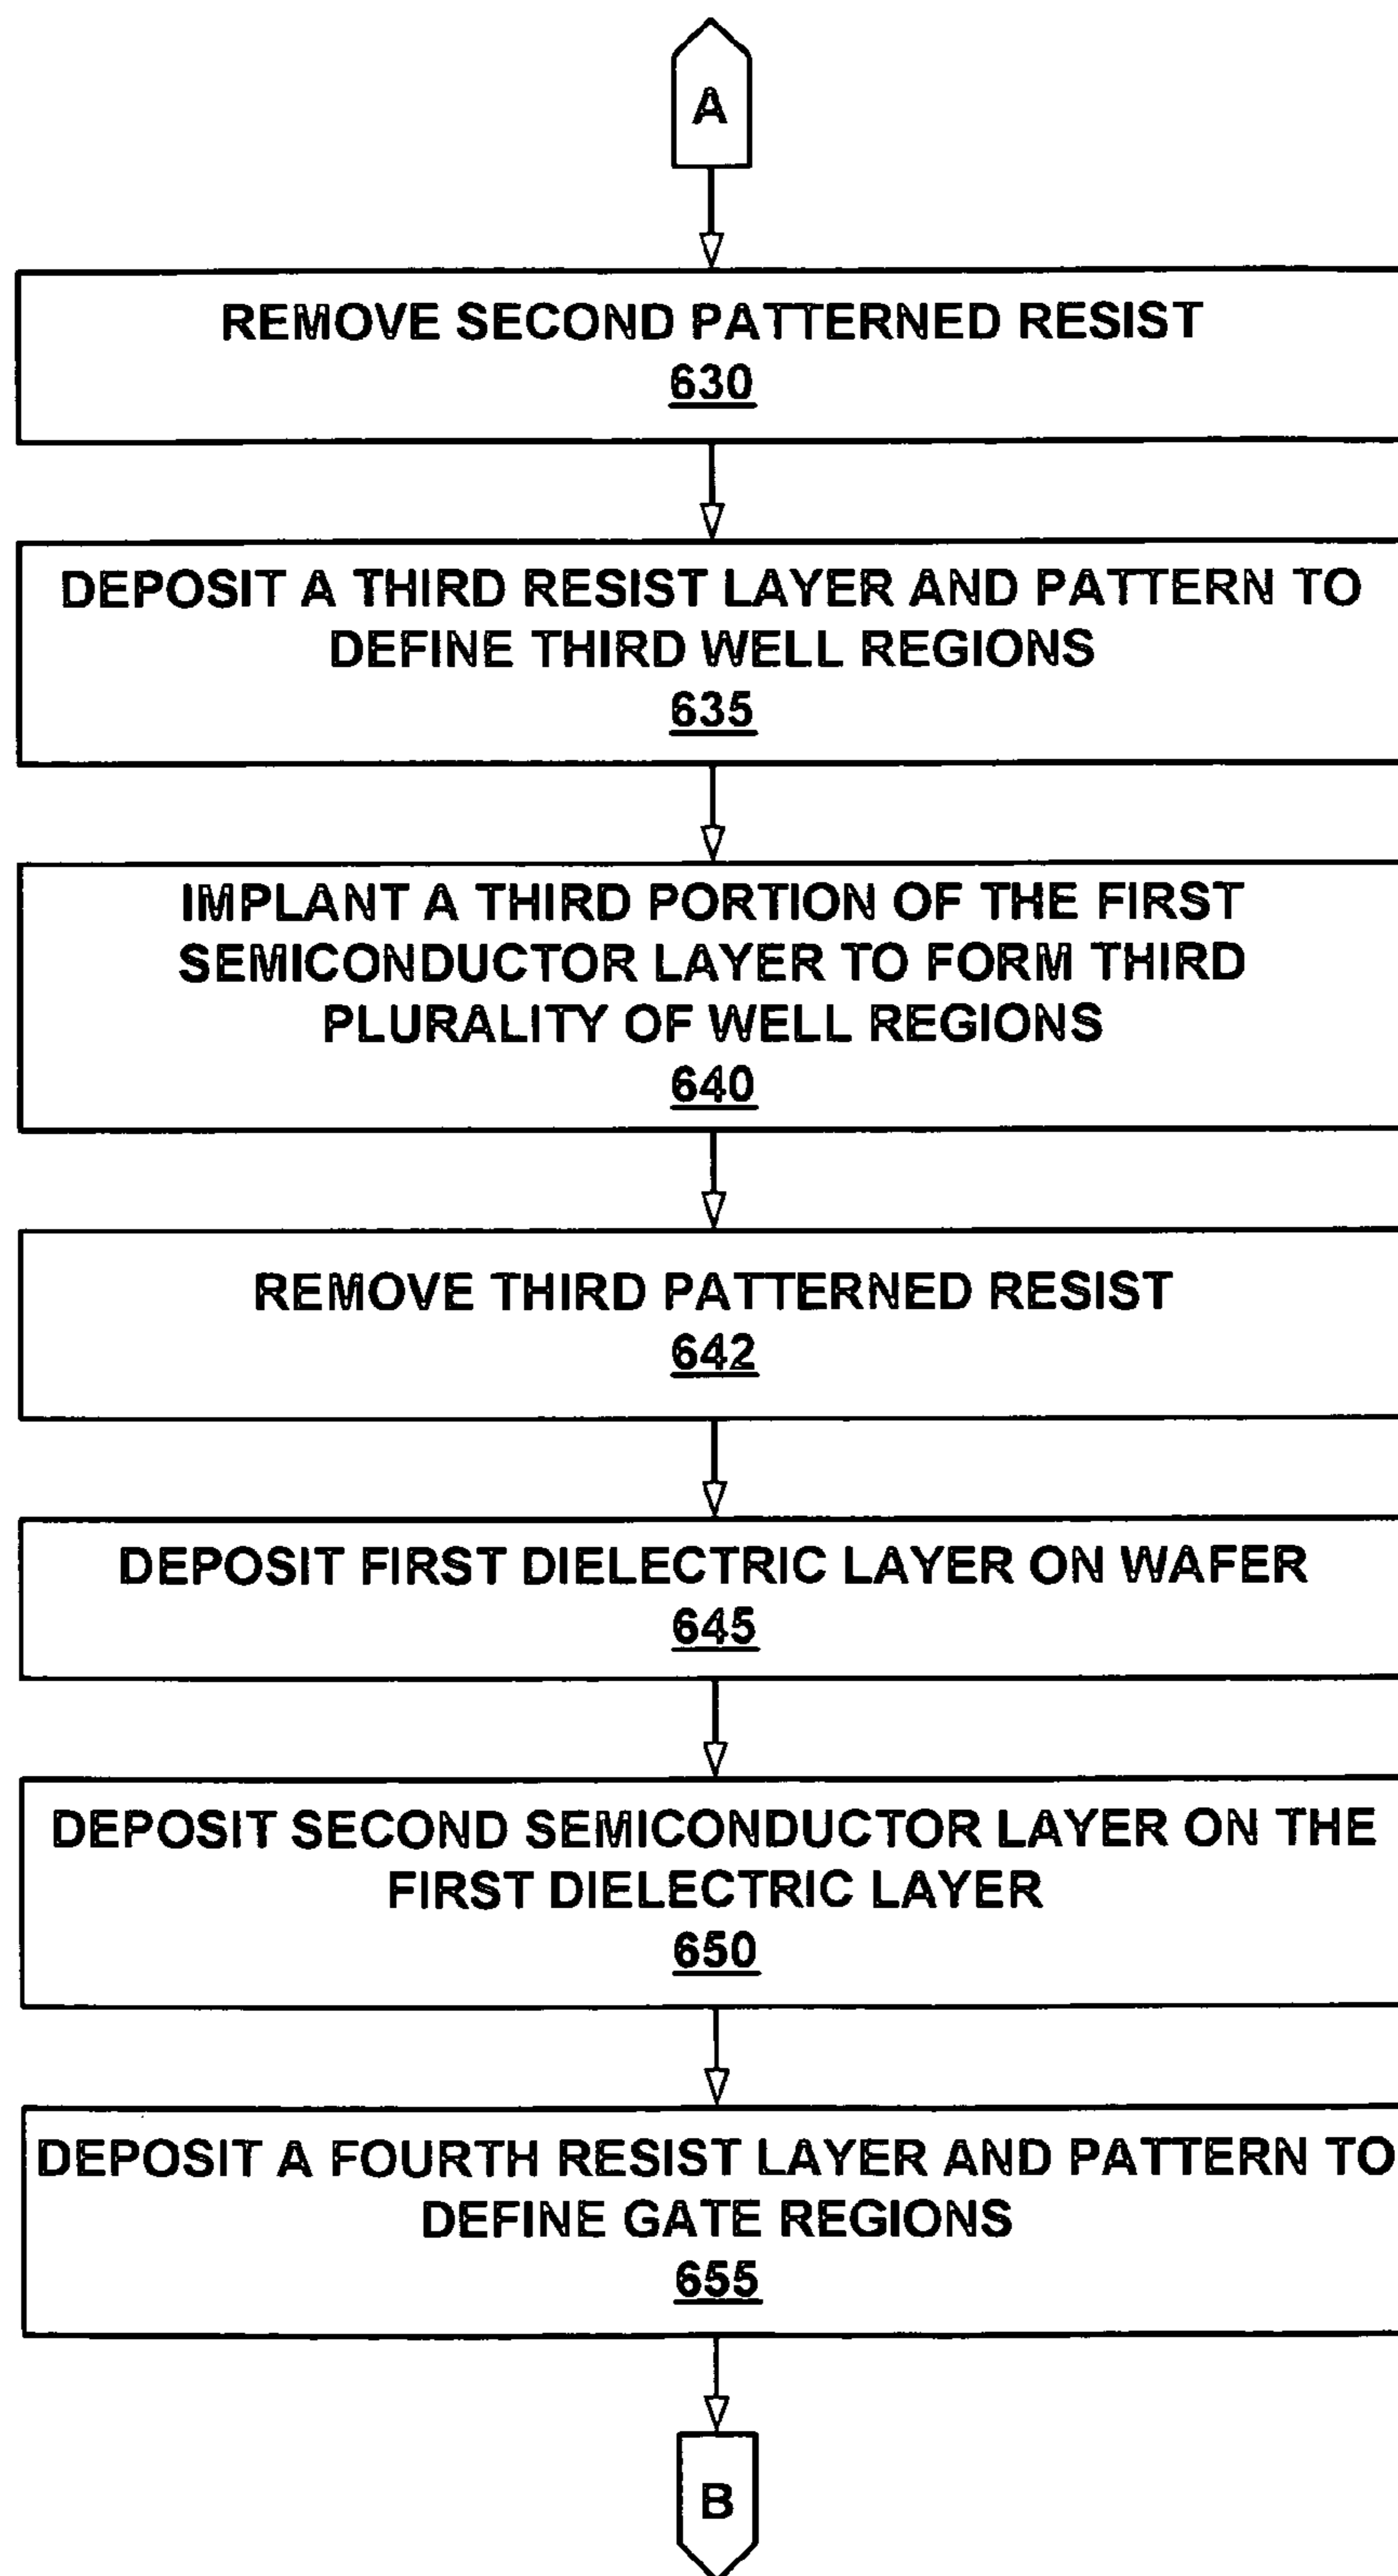 A
REMOVE SECOND PATTERNED RESIST
630
DEPOSIT A THIRD RESIST LAYER AND PATTERN TO
DEFINE THIRD WELL REGIONS
635
IMPLANT A THIRD PORTION OF THE FIRST
SEMICONDUCTOR LAYER TO FORM THIRD
PLURALITY OF WELL REGIONS
640
REMOVE THIRD PATTERNED RESIST
642
DEPOSIT FIRST DIELECTRIC LAYER ON WAFER
645
DEPOSIT SECOND SEMICONDUCTOR LAYER ON THE
FIRST DIELECTRIC LAYER
650
DEPOSIT A FOURTH RESIST LAYER AND PATTERN TO
DEFINE GATE REGIONS
655
B